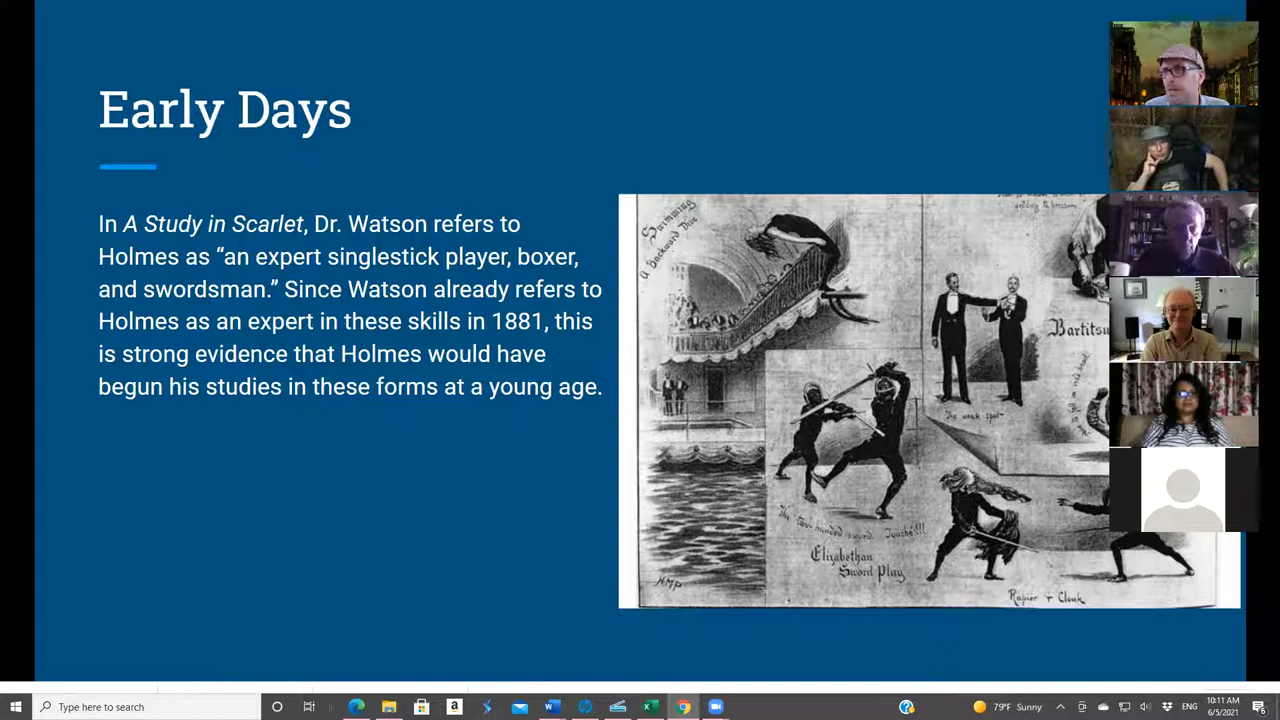 Early Days
In A Study in Scarlet, Dr. Watson refers to
Holmes as “an expert singlestick player, boxer,
and swordsman.” Since Watson already refers to
Holmes as an expert in these skills in 1881, this
is strong evidence that Holmes would have
begun his studies in these forms at a young age.
Swimming
A Backward Dive
yielding to pressure
Bartitsu
The weak spot
The two handed sword. Touché!!!
Elizabethan
Sword Play
HMP
Rapier & Cloak
Type here to search
79°F Sunny
ENG
10:11 AM
6/5/2021